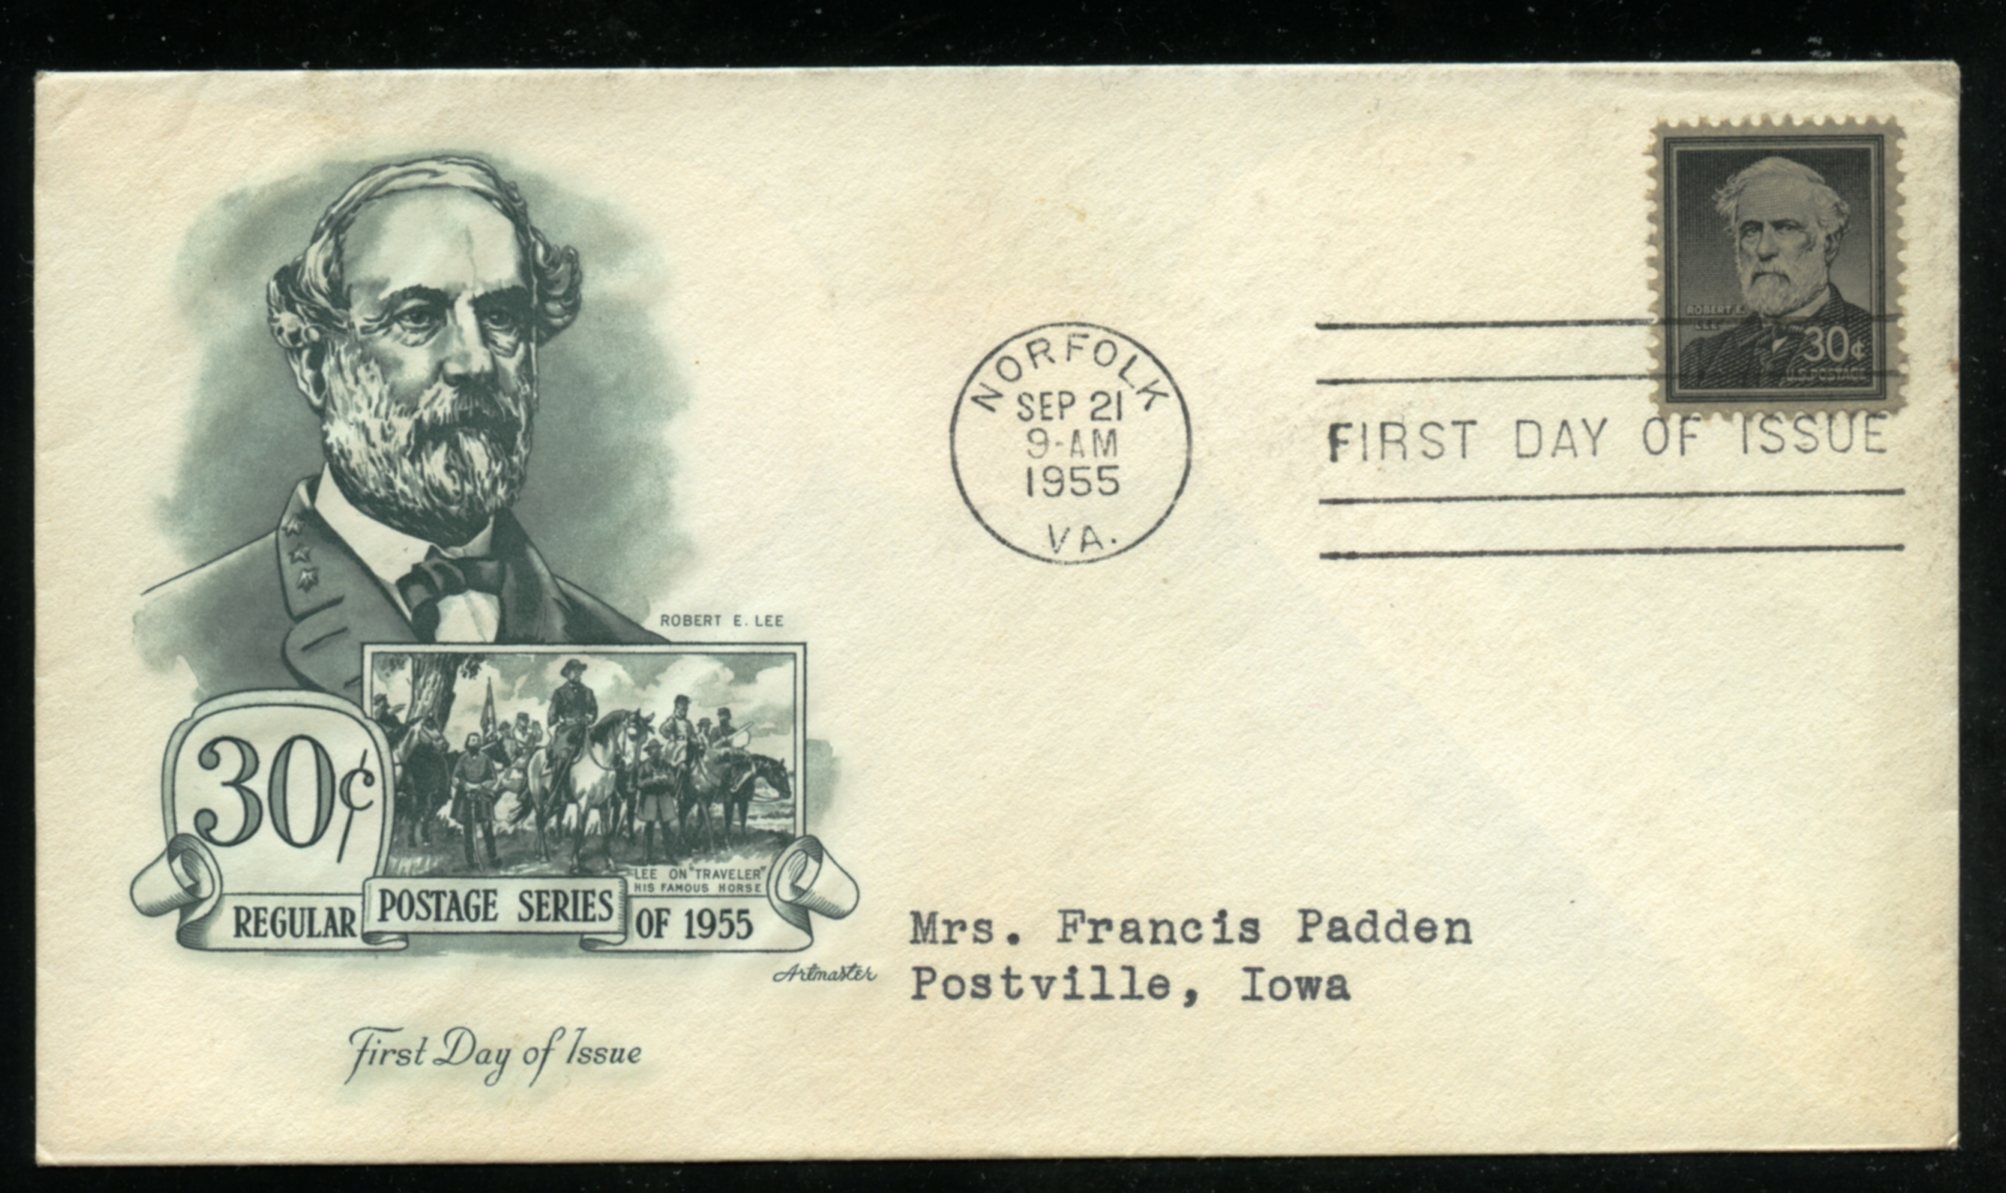 ROBERT E. LEE
30¢
LEE ON "TRAVELER"
HIS FAMOUS HORSE
REGULAR POSTAGE SERIES OF 1955
Artmaster
First Day of Issue
NORFOLK
SEP 21
9-AM
1955
VA.
ROBERT E.
LEE
30¢
U.S. POSTAGE
FIRST DAY OF ISSUE
Mrs. Francis Padden
Postville, Iowa